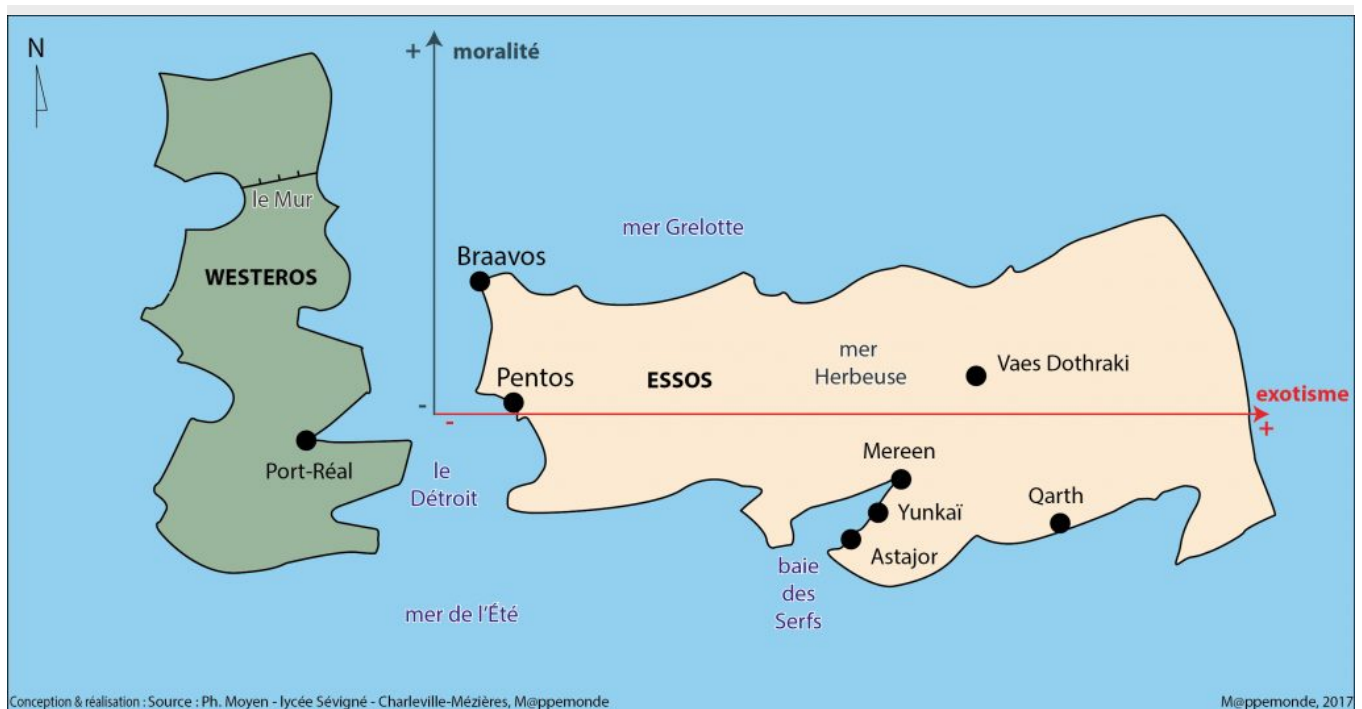 N
+
moralité
le Mur
mer Grelotte
Braavos
WESTEROS
mer
Herbeuse
Vaes Dothraki
Pentos
ESSOS
-
-
exotisme
+
Port-Réal
le
Détroit
Mereen
Yunkaï
Qarth
Astajor
baie
des
Serfs
mer de l'Été
Conception & réalisation : Source : Ph. Moyen - lycée Sévigné - Charleville-Mézières, M@ppemonde
M@ppemonde, 2017